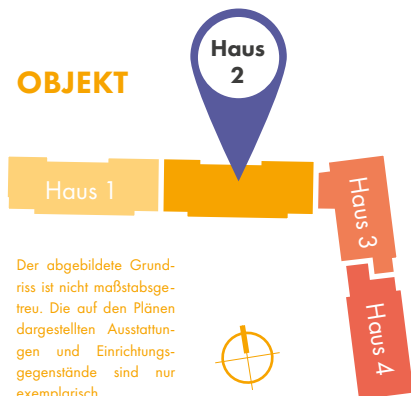 Haus
2
OBJEKT
Haus 1
Haus 3
Haus 4
Der abgebildete Grund-
riss ist nicht maßstabsge-
treu. Die auf den Plänen
dargestellten Ausstattun-
gen und Einrichtungs-
gegenstände sind nur
exemplarisch